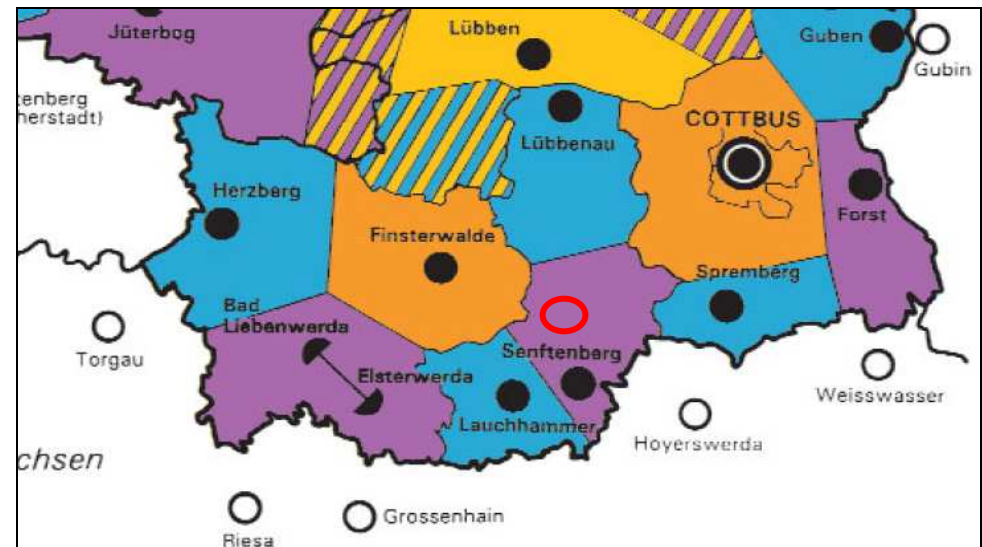 Jüterbog
Lübben
Guben
Gubin
tenberg
herstadt)
COTTBUS
Lübbenau
Herzberg
Forst
Finsterwalde
Spremberg
Bad
Liebenwerda
Torgau
Senftenberg
Elsterwerda
Weisswasser
Lauchhammer
Hoyerswerda
chsen
Grossenhain
Riesa